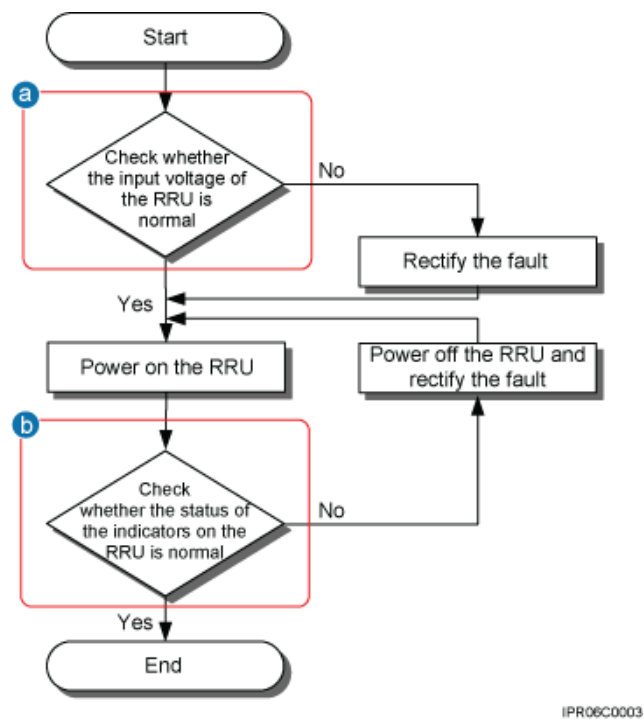 Start
a
Check whether
the input voltage of
the RRU is
normal
No
Rectify the fault
Yes
Power on the RRU
Power off the RRU and
rectify the fault
b
Check
whether the status of
the indicators on the
RRU is normal
No
Yes
End
IPR06C0003